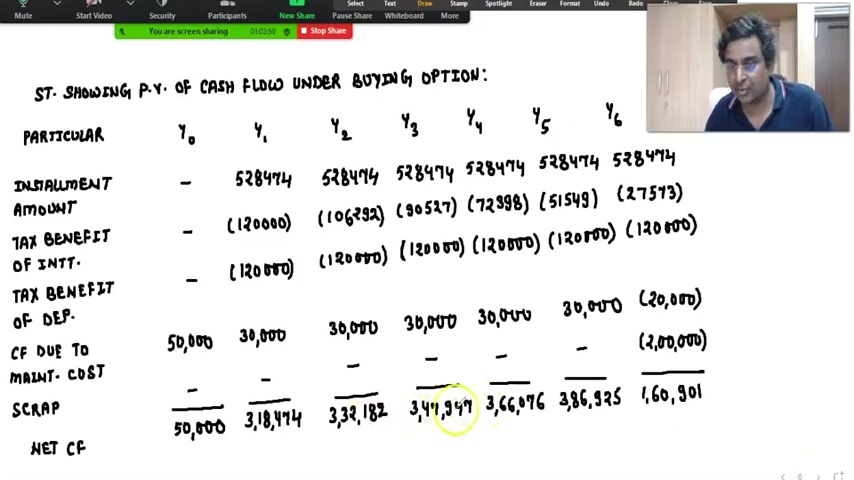 Select Text Draw Stamp Spotlight Eraser Format Undo Redo Clear
Mute Start Video Security Participants New Share Pause Share Whiteboard More
You are screen sharing 01:03:50 Stop Share
ST. SHOWING P.V. OF CASH FLOW UNDER BUYING OPTION:
PARTICULAR Y0 Y1 Y2 Y3 Y4 Y5 Y6
INSTALLMENT AMOUNT - 528474 528474 528474 528474 528474 528474
TAX BENEFIT OF INTT. - (120000) (106292) (90527) (72398) (51549) (27573)
TAX BENEFIT OF DEP. - (120000) (120000) (120000) (120000) (120000) (120000)
CF DUE TO MAINT. COST 50,000 30,000 30,000 30,000 30,000 30,000 (20,000)
SCRAP - - - - - - (2,00,000)
NET CF 50,000 3,18,474 3,32,182 3,47,947 3,66,076 3,86,925 1,60,901